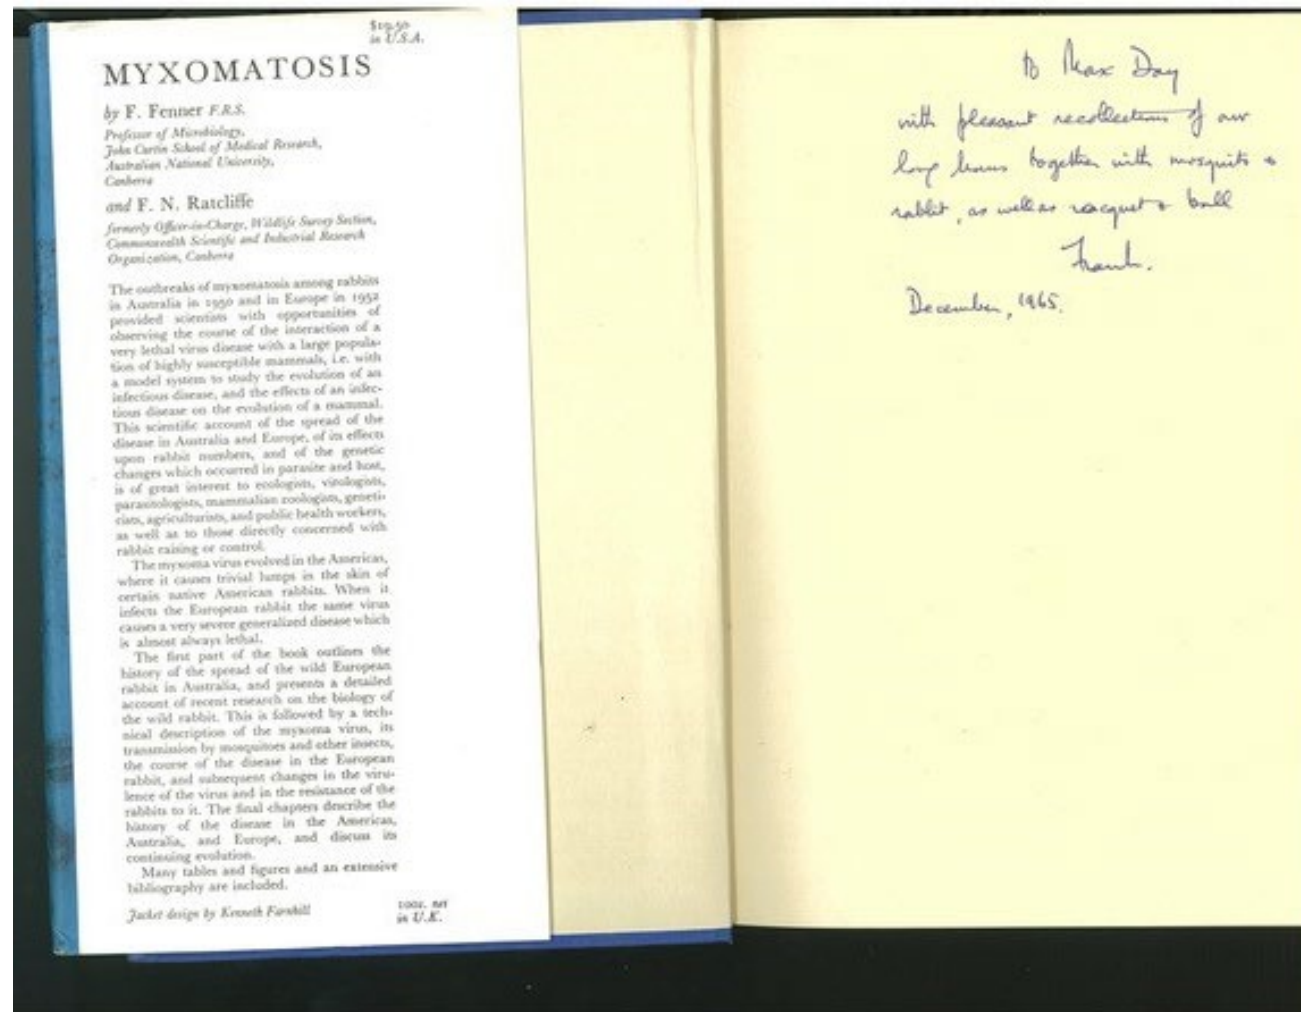 $19.50
in U.S.A.
MYXOMATOSIS
by F. Fenner F.R.S.
Professor of Microbiology,
John Curtin School of Medical Research,
Australian National University,
Canberra
and F. N. Ratcliffe
formerly Officer-in-Charge, Wildlife Survey Section,
Commonwealth Scientific and Industrial Research
Organization, Canberra
The outbreaks of myxomatosis among rabbits
in Australia in 1950 and in Europe in 1952
provided scientists with opportunities of
observing the course of the interaction of a
very lethal virus disease with a large popula-
tion of highly susceptible mammals, i.e. with
a model system to study the evolution of an
infectious disease, and the effects of an infec-
tious disease on the evolution of a mammal.
This scientific account of the spread of the
disease in Australia and Europe, of its effects
upon rabbit numbers, and of the genetic
changes which occurred in parasite and host,
is of great interest to ecologists, virologists,
parasitologists, mammalian zoologists, geneti-
cists, agriculturists, and public health workers,
as well as to those directly concerned with
rabbit raising or control.
The myxoma virus evolved in the Americas,
where it causes trivial lumps in the skin of
certain native American rabbits. When it
infects the European rabbit the same virus
causes a very severe generalized disease which
is almost always lethal.
The first part of the book outlines the
history of the spread of the wild European
rabbit in Australia, and presents a detailed
account of recent research on the biology of
the wild rabbit. This is followed by a tech-
nical description of the myxoma virus, its
transmission by mosquitoes and other insects,
the course of the disease in the European
rabbit, and subsequent changes in the viru-
lence of the virus and in the resistance of the
rabbits to it. The final chapters describe the
history of the disease in the Americas,
Australia, and Europe, and discuss its
continuing evolution.
Many tables and figures and an extensive
bibliography are included.
Jacket design by Kenneth Farnhill
100s. net
in U.K.
to Max Day
with pleasant recollections of our
long hours together with mosquito &
rabbit, as well as racquet & ball
Frank.
December, 1965.